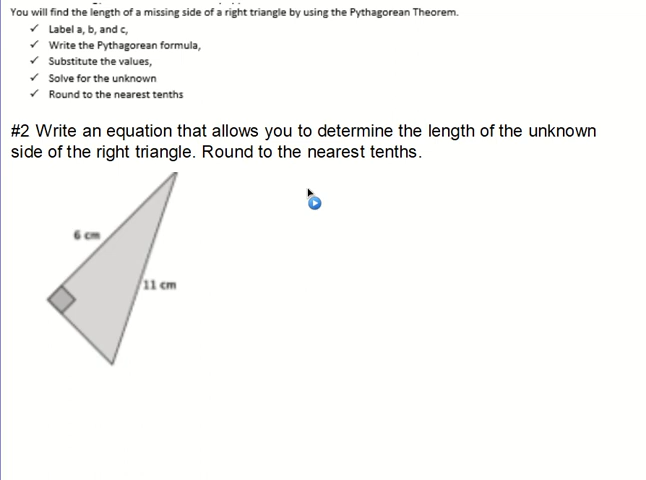 You will find the length of a missing side of a right triangle by using the Pythagorean Theorem.
✓ Label a, b, and c,
✓ Write the Pythagorean formula,
✓ Substitute the values,
✓ Solve for the unknown
✓ Round to the nearest tenths
#2 Write an equation that allows you to determine the length of the unknown
side of the right triangle. Round to the nearest tenths.
6 cm
11 cm